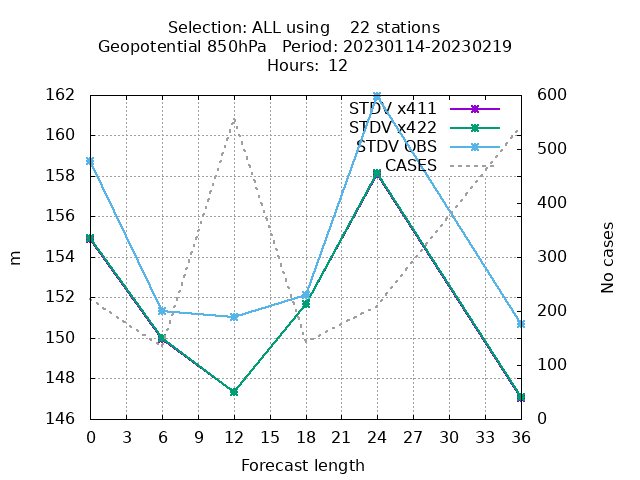 Selection: ALL using    22 stations
Geopotential 850hPa   Period: 20230114-20230219
Hours:  12
162
160
158
156
154
152
150
148
146
m
600
500
400
300
200
100
0
No cases
STDV x411
STDV x422
STDV OBS
CASES
0 3 6 9 12 15 18 21 24 27 30 33 36
Forecast length